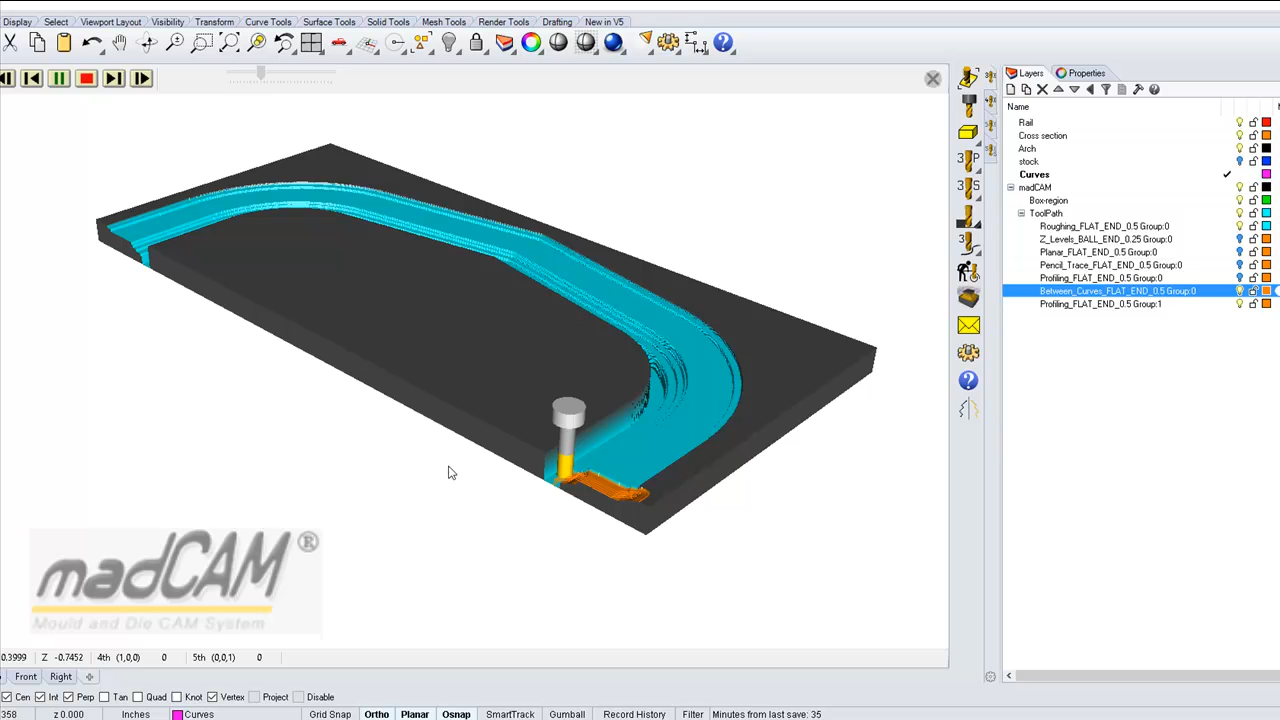 Display Select Viewport Layout Visibility Transform Curve Tools Surface Tools Solid Tools Mesh Tools Render Tools Drafting New in V5
Layers Properties
Name
Rail
Cross section
Arch
stock
Curves
madCAM
Box-region
ToolPath
Roughing_FLAT_END_0.5 Group:0
Z_Levels_BALL_END_0.25 Group:0
Planar_FLAT_END_0.5 Group:0
Pencil_Trace_FLAT_END_0.5 Group:0
Profiling_FLAT_END_0.5 Group:0
Between_Curves_FLAT_END_0.5 Group:0
Profiling_FLAT_END_0.5 Group:1
madCAM®
Mould and Die CAM System
0.3999 Z -0.7452 4th (1,0,0) 0 5th (0,0,1) 0
Front Right
Cen Int Perp Tan Quad Knot Vertex Project Disable
358 z 0.000 Inches Curves Grid Snap Ortho Planar Osnap SmartTrack Gumball Record History Filter Minutes from last save: 35